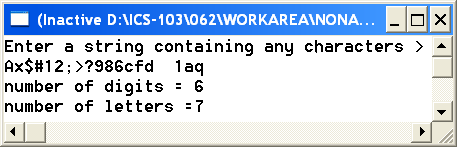 (Inactive D:\ICS-103\062\WORKAREA\NONA...
Enter a string containing any characters >
Ax$#12;>?986cfd  1aq
number of digits = 6
number of letters =7